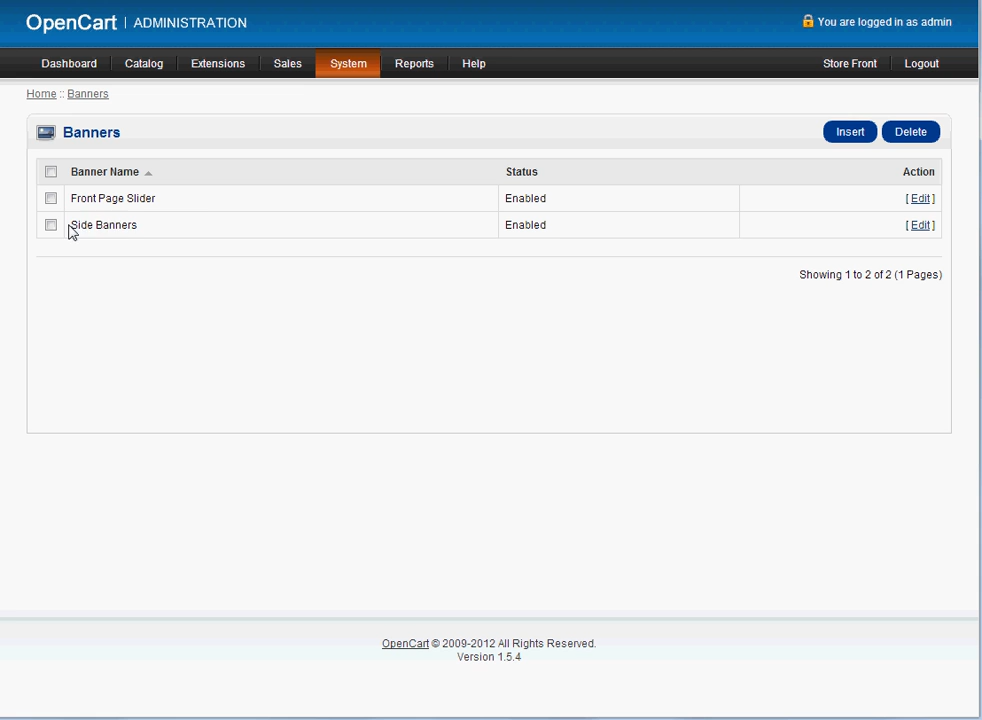 OpenCart | ADMINISTRATION You are logged in as admin
Dashboard Catalog Extensions Sales System Reports Help Store Front Logout
Home :: Banners
Banners Insert Delete
Banner Name Status Action
Front Page Slider Enabled [ Edit ]
Side Banners Enabled [ Edit ]
Showing 1 to 2 of 2 (1 Pages)
OpenCart © 2009-2012 All Rights Reserved.
Version 1.5.4